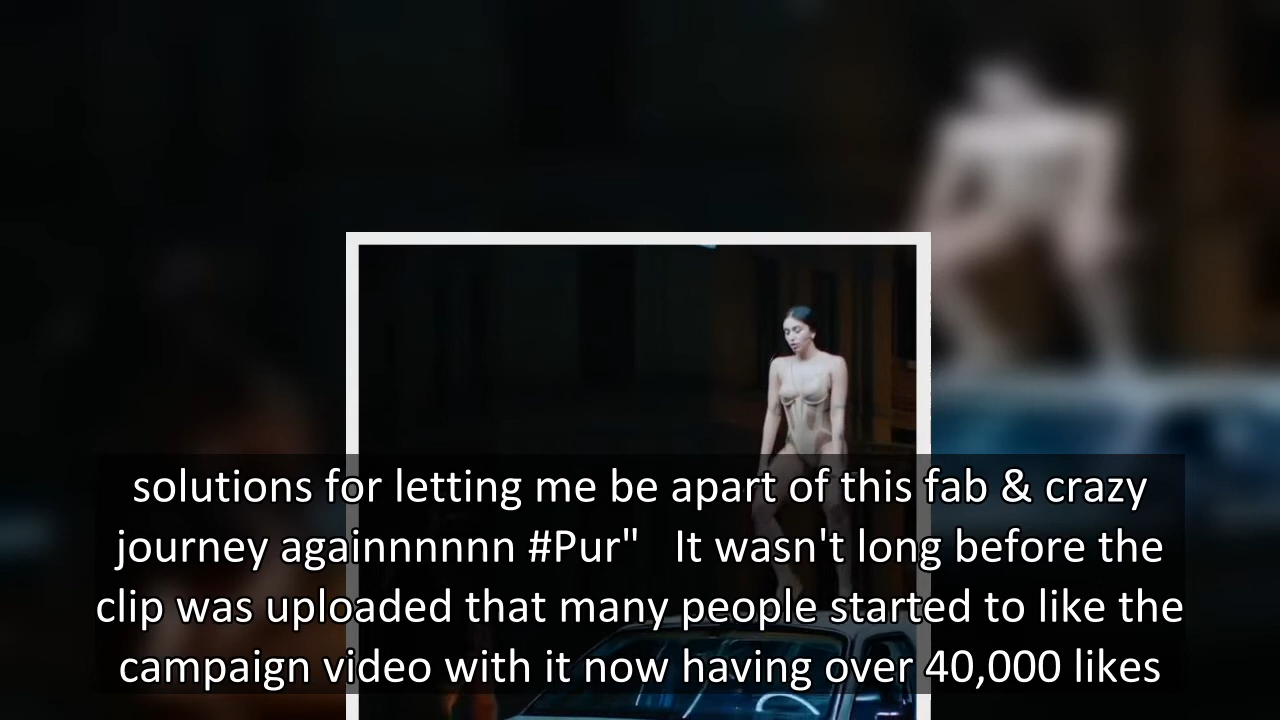 solutions for letting me be apart of this fab & crazy
journey againnnnnn #Pur"   It wasn't long before the
clip was uploaded that many people started to like the
campaign video with it now having over 40,000 likes